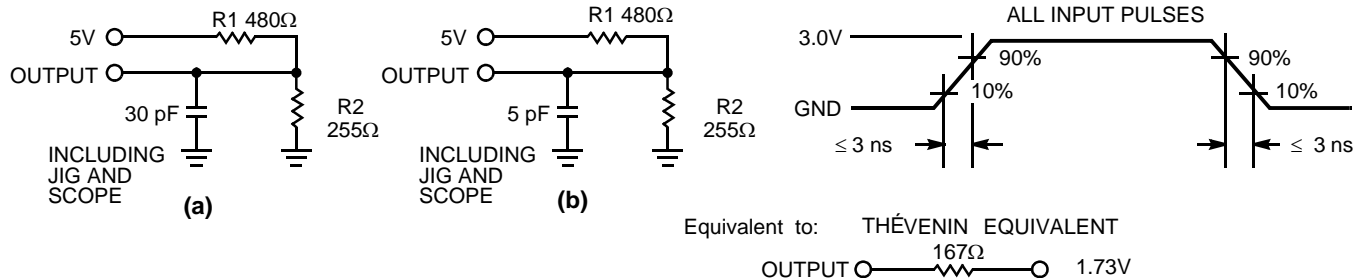 R1 480Ω
5V
OUTPUT
30 pF
R2
255Ω
INCLUDING
JIG AND
SCOPE
(a)
R1 480Ω
5V
OUTPUT
5 pF
R2
255Ω
INCLUDING
JIG AND
SCOPE
(b)
ALL INPUT PULSES
3.0V
90%
10%
GND
90%
10%
≤ 3 ns
≤ 3 ns
Equivalent to: THÉVENIN EQUIVALENT
167Ω
OUTPUT 1.73V